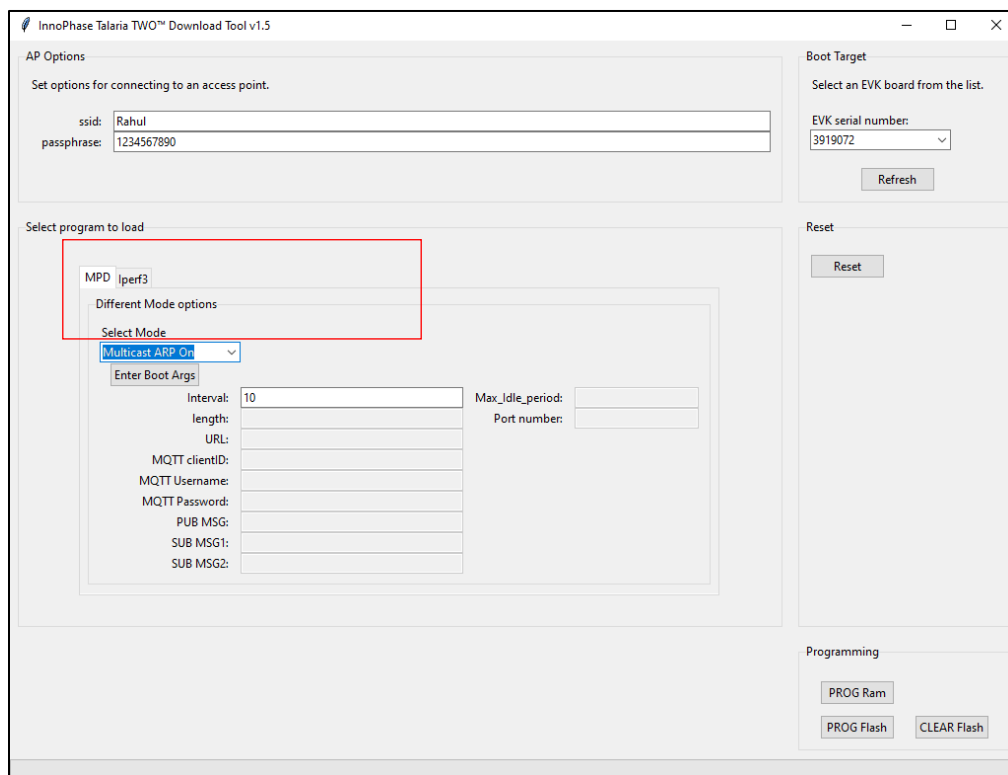 InnoPhase Talaria TWO™ Download Tool v1.5
AP Options
Set options for connecting to an access point.
ssid: Rahul
passphrase: 1234567890
Boot Target
Select an EVK board from the list.
EVK serial number:
3919072
Refresh
Select program to load
MPD Iperf3
Different Mode options
Select Mode
Multicast ARP On
Enter Boot Args
Interval: 10 Max_Idle_period:
length: Port number:
URL:
MQTT clientID:
MQTT Username:
MQTT Password:
PUB MSG:
SUB MSG1:
SUB MSG2:
Reset
Reset
Programming
PROG Ram
PROG Flash CLEAR Flash